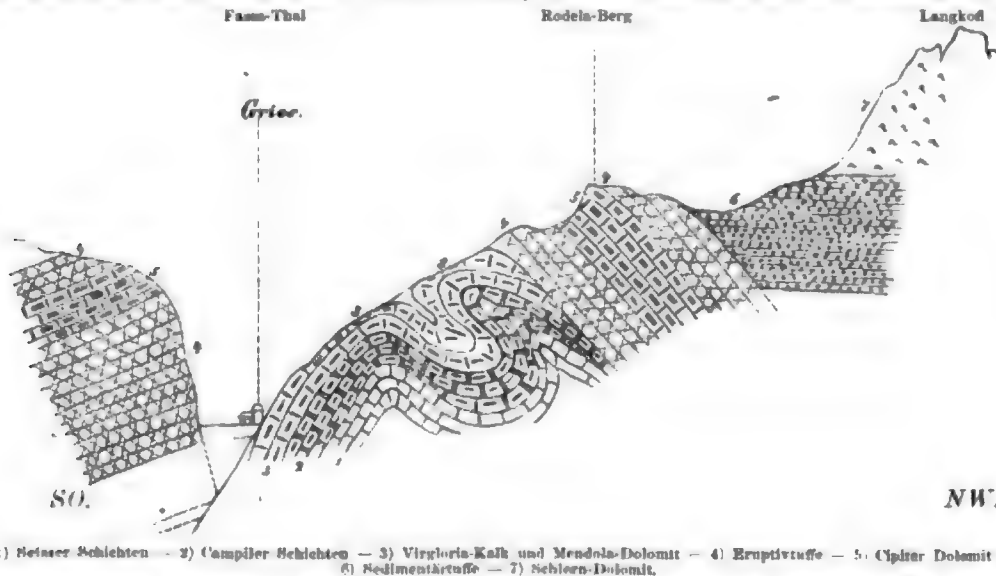 Fassa-Thal Rodela-Berg Langkofl
Gries.
SO. NW.
1) Seisser Schichten — 2) Campiler Schichten — 3) Virgloria-Kalk und Mendola-Dolomit — 4) Eruptivtuffe — 5) Cipiter Dolomit
6) Sedimentärtuffe — 7) Schlern-Dolomit.